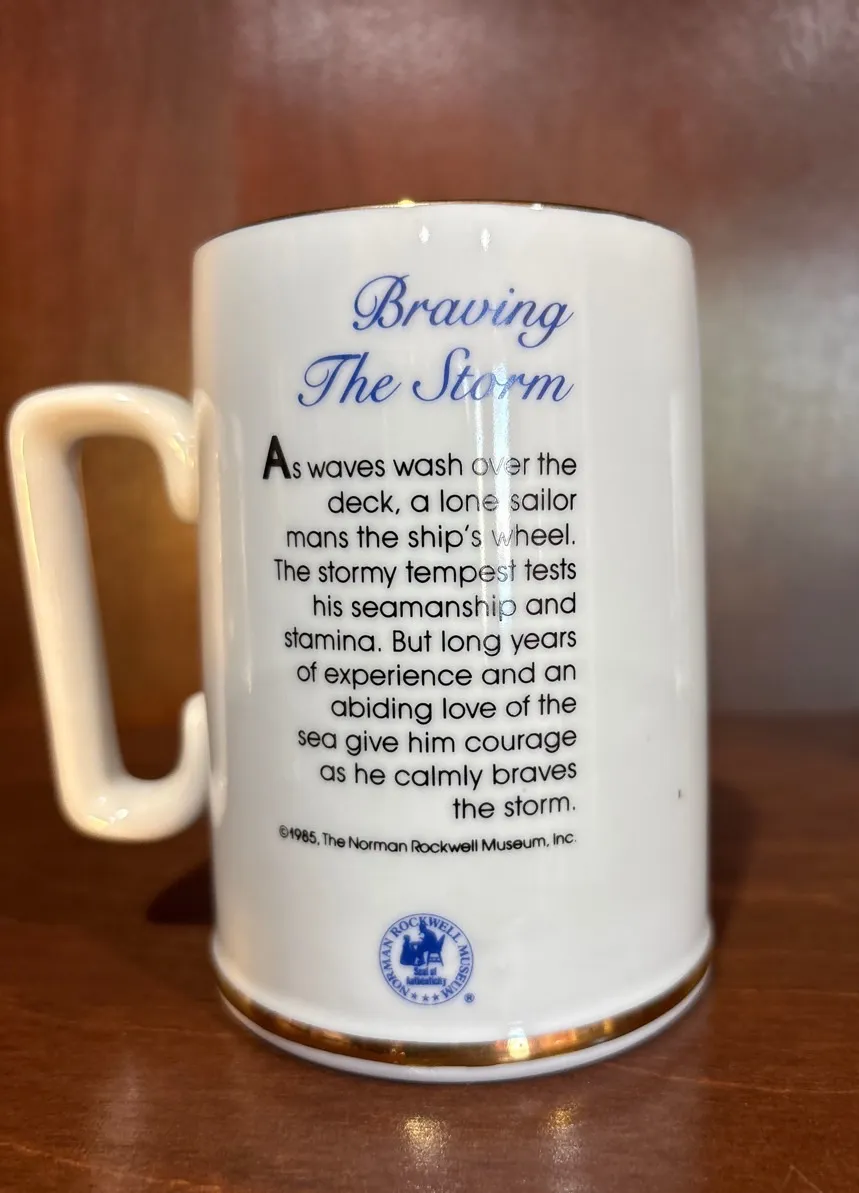 Braving
The Storm
As waves wash over the
deck, a lone sailor
mans the ship's wheel.
The stormy tempest tests
his seamanship and
stamina. But long years
of experience and an
abiding love of the
sea give him courage
as he calmly braves
the storm.
©1985, The Norman Rockwell Museum, Inc.
NORMAN ROCKWELL MUSEUM
Seal of
Authenticity
®